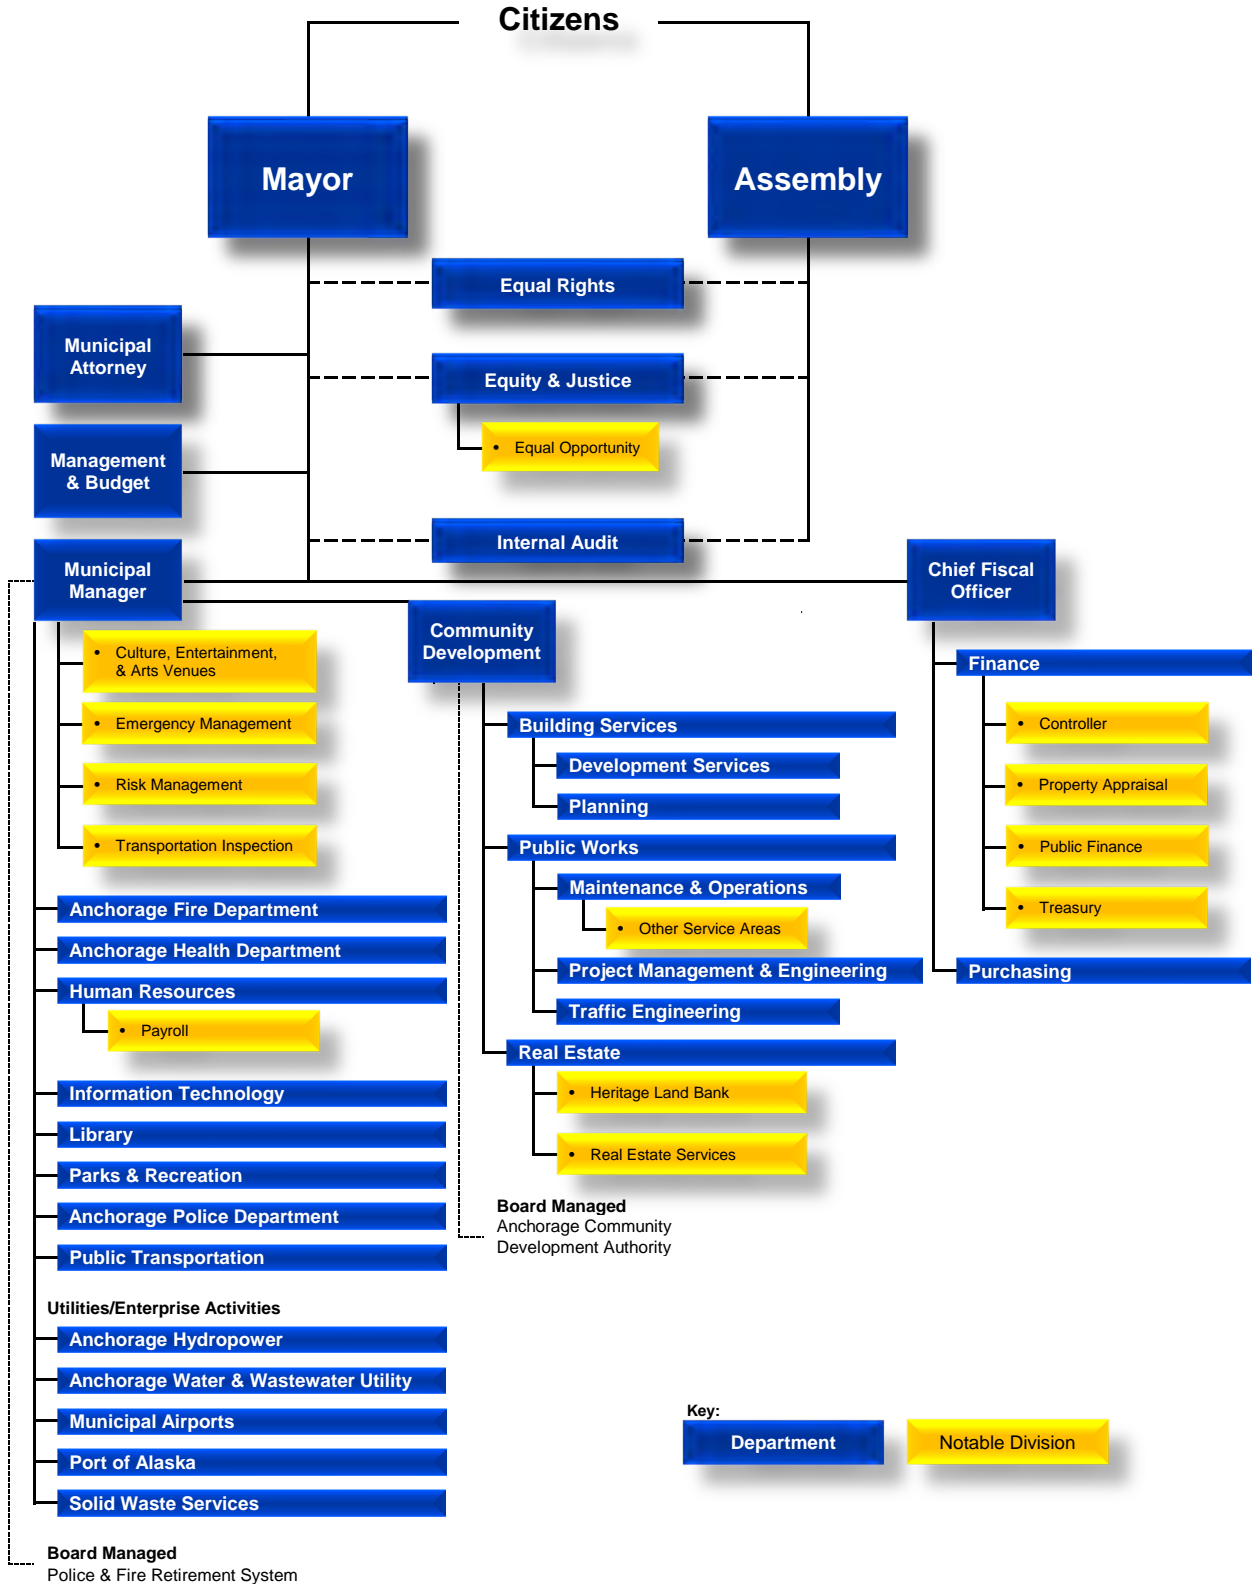 Citizens
Mayor
Assembly
Equal Rights
Municipal
Attorney
Equity & Justice
• Equal Opportunity
Management
& Budget
Internal Audit
Municipal
Manager
Chief Fiscal
Officer
Community
Development
• Culture, Entertainment,
& Arts Venues
• Emergency Management
• Risk Management
• Transportation Inspection
Anchorage Fire Department
Anchorage Health Department
Human Resources
• Payroll
Information Technology
Library
Parks & Recreation
Anchorage Police Department
Public Transportation
Utilities/Enterprise Activities
Anchorage Hydropower
Anchorage Water & Wastewater Utility
Municipal Airports
Port of Alaska
Solid Waste Services
Board Managed
Police & Fire Retirement System
Building Services
Development Services
Planning
Public Works
Maintenance & Operations
• Other Service Areas
Project Management & Engineering
Traffic Engineering
Real Estate
• Heritage Land Bank
• Real Estate Services
Board Managed
Anchorage Community
Development Authority
Finance
• Controller
• Property Appraisal
• Public Finance
• Treasury
Purchasing
Key:
Department
Notable Division